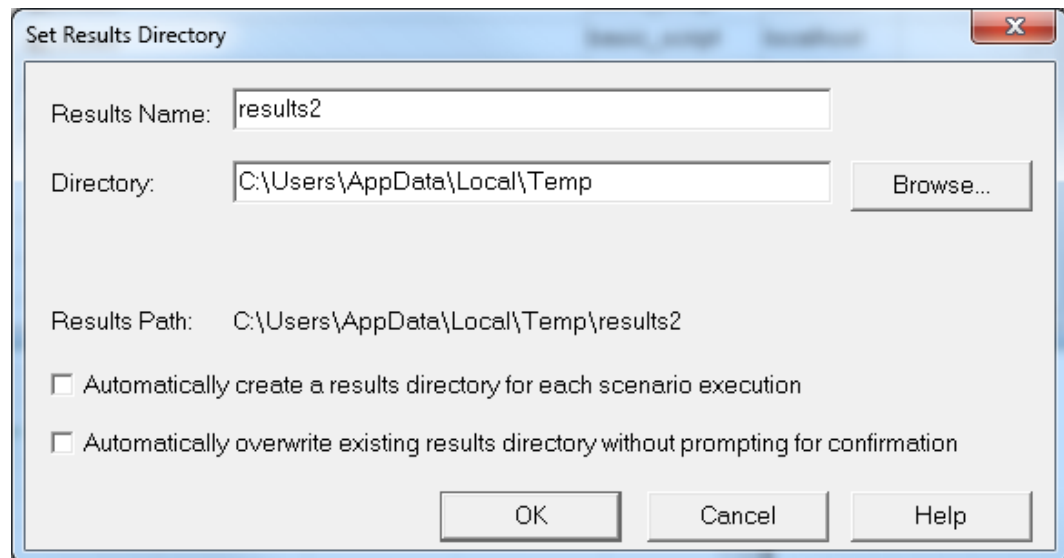 Set Results Directory
Results Name: results2
Directory: C:\Users\AppData\Local\Temp Browse...
Results Path: C:\Users\AppData\Local\Temp\results2
Automatically create a results directory for each scenario execution
Automatically overwrite existing results directory without prompting for confirmation
OK Cancel Help